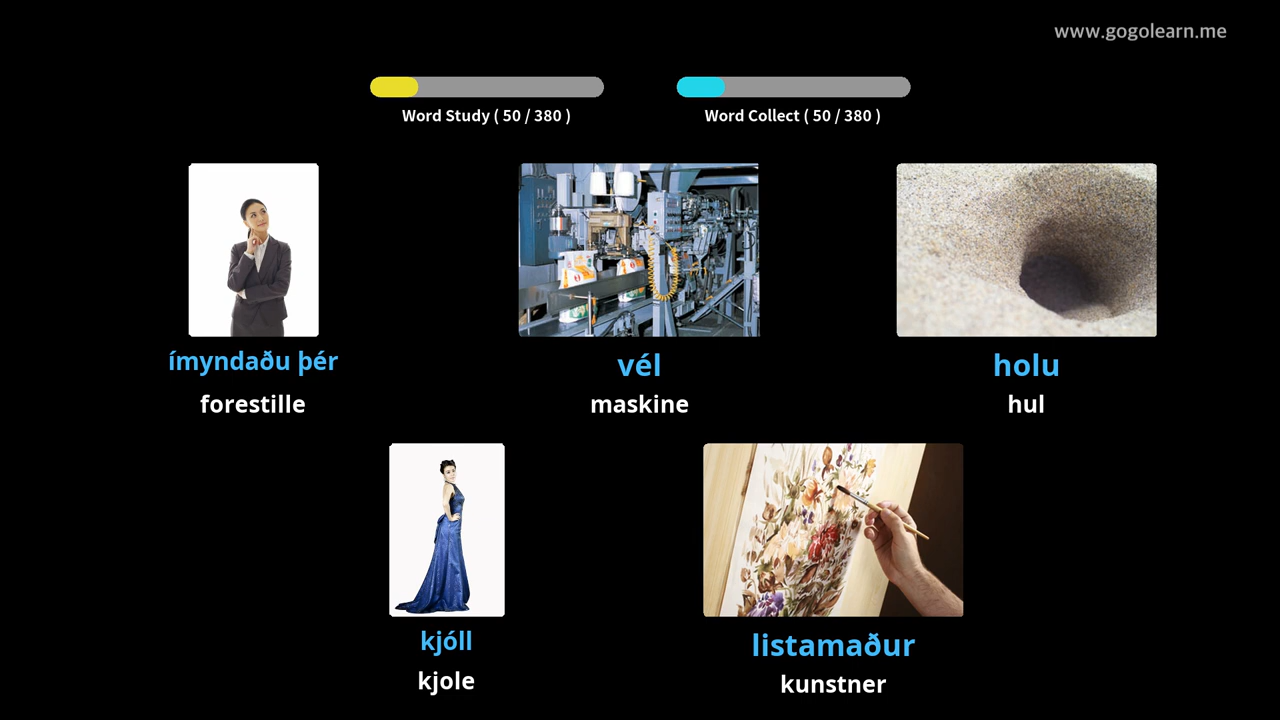 www.gogolearn.me
Word Study ( 50 / 380 )
Word Collect ( 50 / 380 )
ímyndaðu þér
forestille
vél
maskine
holu
hul
kjóll
kjole
listamaður
kunstner